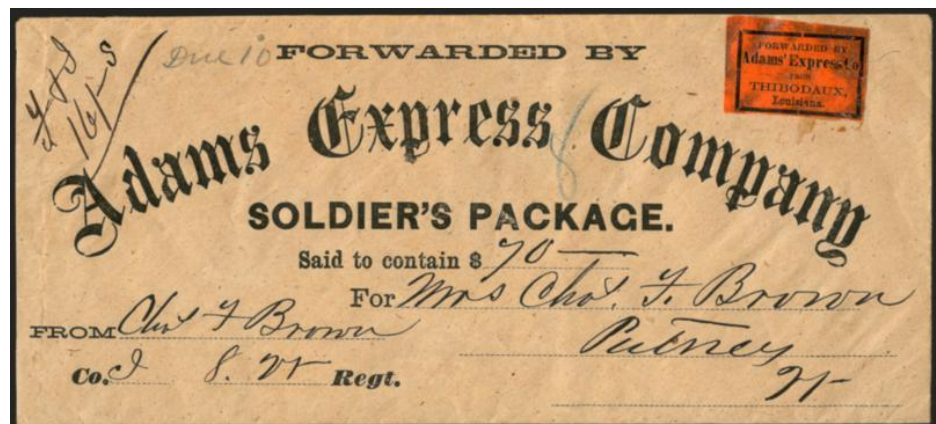 Due 10 FORWARDED BY
FORWARDED BY
Adams' Express Co
FROM
THIBODAUX,
Louisiana.
Adams Express Company
SOLDIER'S PACKAGE.
Said to contain $ 70
For Mrs Chas. F. Brown
FROM Chas F Brown
Putney
Co. I 8. Vt Regt.
Vt